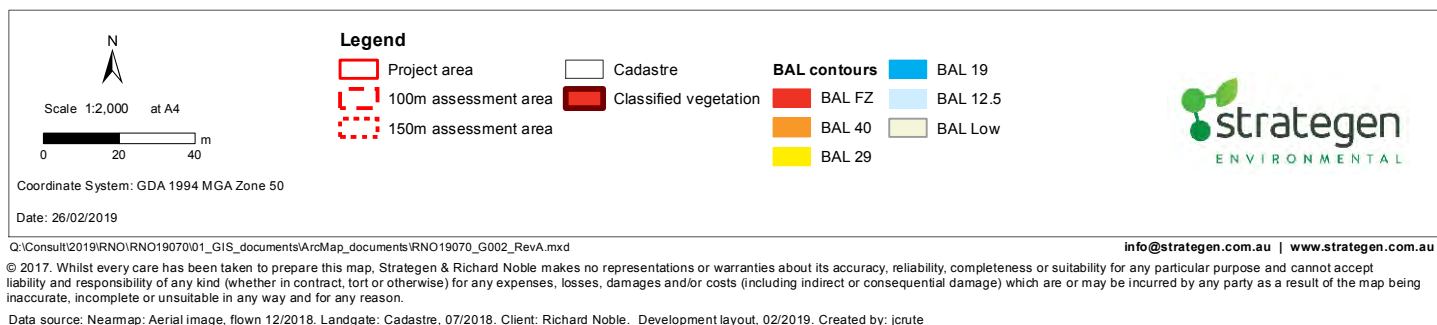 N
Scale 1:2,000 at A4
m
0 20 40
Coordinate System: GDA 1994 MGA Zone 50
Date: 26/02/2019
Legend
Project area
100m assessment area
150m assessment area
Cadastre
Classified vegetation
BAL contours
BAL FZ
BAL 40
BAL 29
BAL 19
BAL 12.5
BAL Low
strategen
ENVIRONMENTAL
Q:\Consult\2019\RNO\RNO19070\01_GIS_documents\ArcMap_documents\RNO19070_G002_RevA.mxd
info@strategen.com.au | www.strategen.com.au
© 2017. Whilst every care has been taken to prepare this map, Strategen & Richard Noble makes no representations or warranties about its accuracy, reliability, completeness or suitability for any particular purpose and cannot accept
liability and responsibility of any kind (whether in contract, tort or otherwise) for any expenses, losses, damages and/or costs (including indirect or consequential damage) which are or may be incurred by any party as a result of the map being
inaccurate, incomplete or unsuitable in any way and for any reason.
Data source: Nearmap: Aerial image, flown 12/2018. Landgate: Cadastre, 07/2018. Client: Richard Noble. Development layout, 02/2019. Created by: jcrute